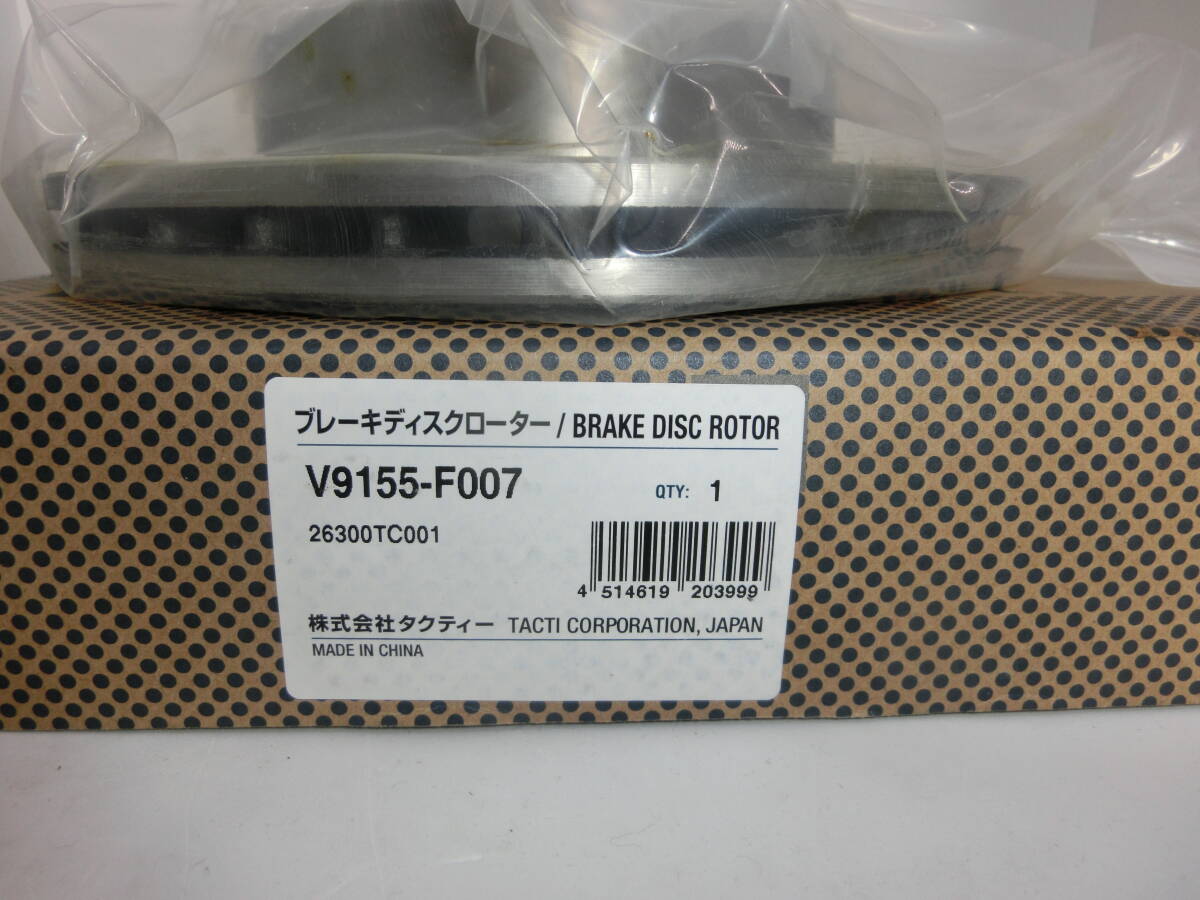 ブレーキディスクローター / BRAKE DISC ROTOR
V9155-F007 QTY: 1
26300TC001
4 514619 203999
株式会社タクティー TACTI CORPORATION, JAPAN
MADE IN CHINA